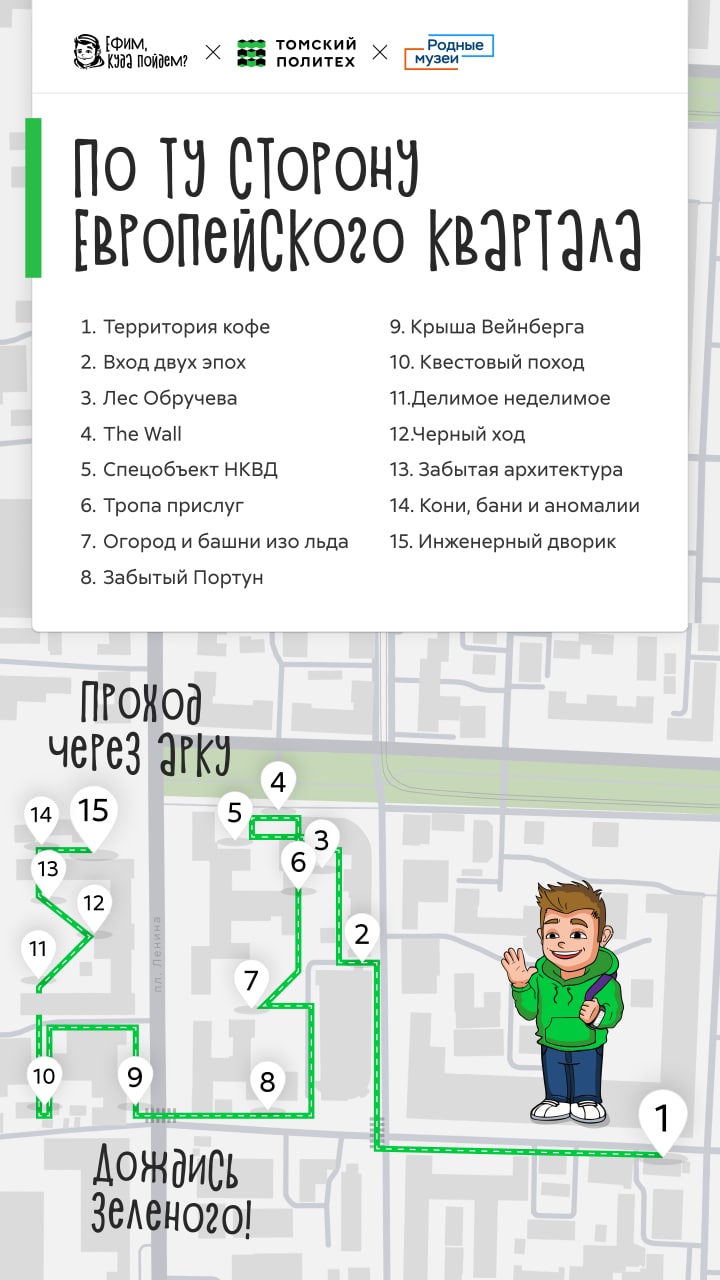 Ефим,
куда пойдем?
×
ТОМСКИЙ
ПОЛИТЕХ
×
Родные
музеи
По ту сторону
Европейского квартала
1. Территория кофе
2. Вход двух эпох
3. Лес Обручева
4. The Wall
5. Спецобъект НКВД
6. Тропа прислуг
7. Огород и башни изо льда
8. Забытый Портун
9. Крыша Вейнберга
10. Квестовый поход
11.Делимое неделимое
12.Черный ход
13. Забытая архитектура
14. Кони, бани и аномалии
15. Инженерный дворик
Проход
через арку
4
14
15
5
3
6
13
12
2
11
7
10
9
8
1
пл. Ленина
Дождись
зеленого!